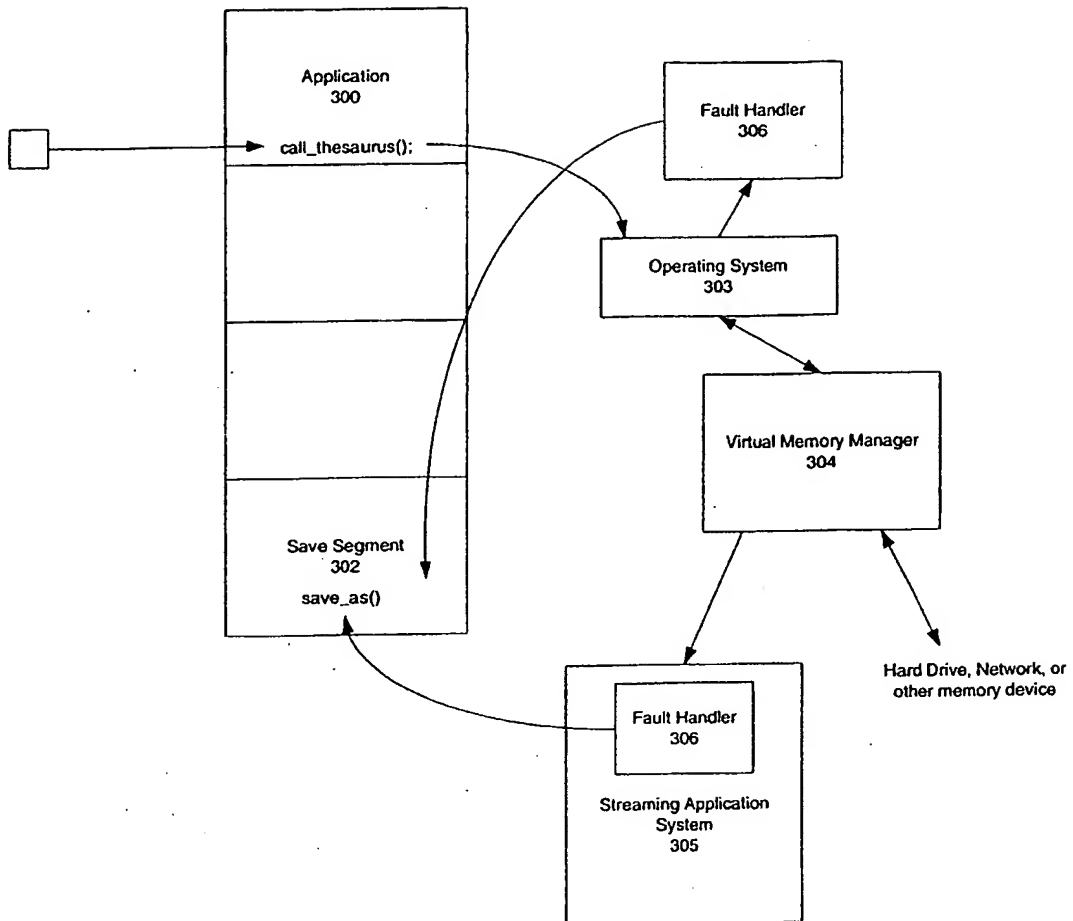 Application
300
call_thesaurus();
Fault Handler
306
Operating System
303
Virtual Memory Manager
304
Save Segment
302
save_as()
Hard Drive, Network, or
other memory device
Fault Handler
306
Streaming Application
System
305